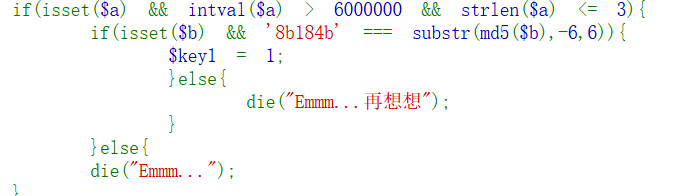 if(isset($a) && intval($a) > 6000000 && strlen($a) <= 3){
if(isset($b) && '8b184b' === substr(md5($b),-6,6)){
$key1 = 1;
}else{
die("Emmm...再想想");
}
}else{
die("Emmm...");
}